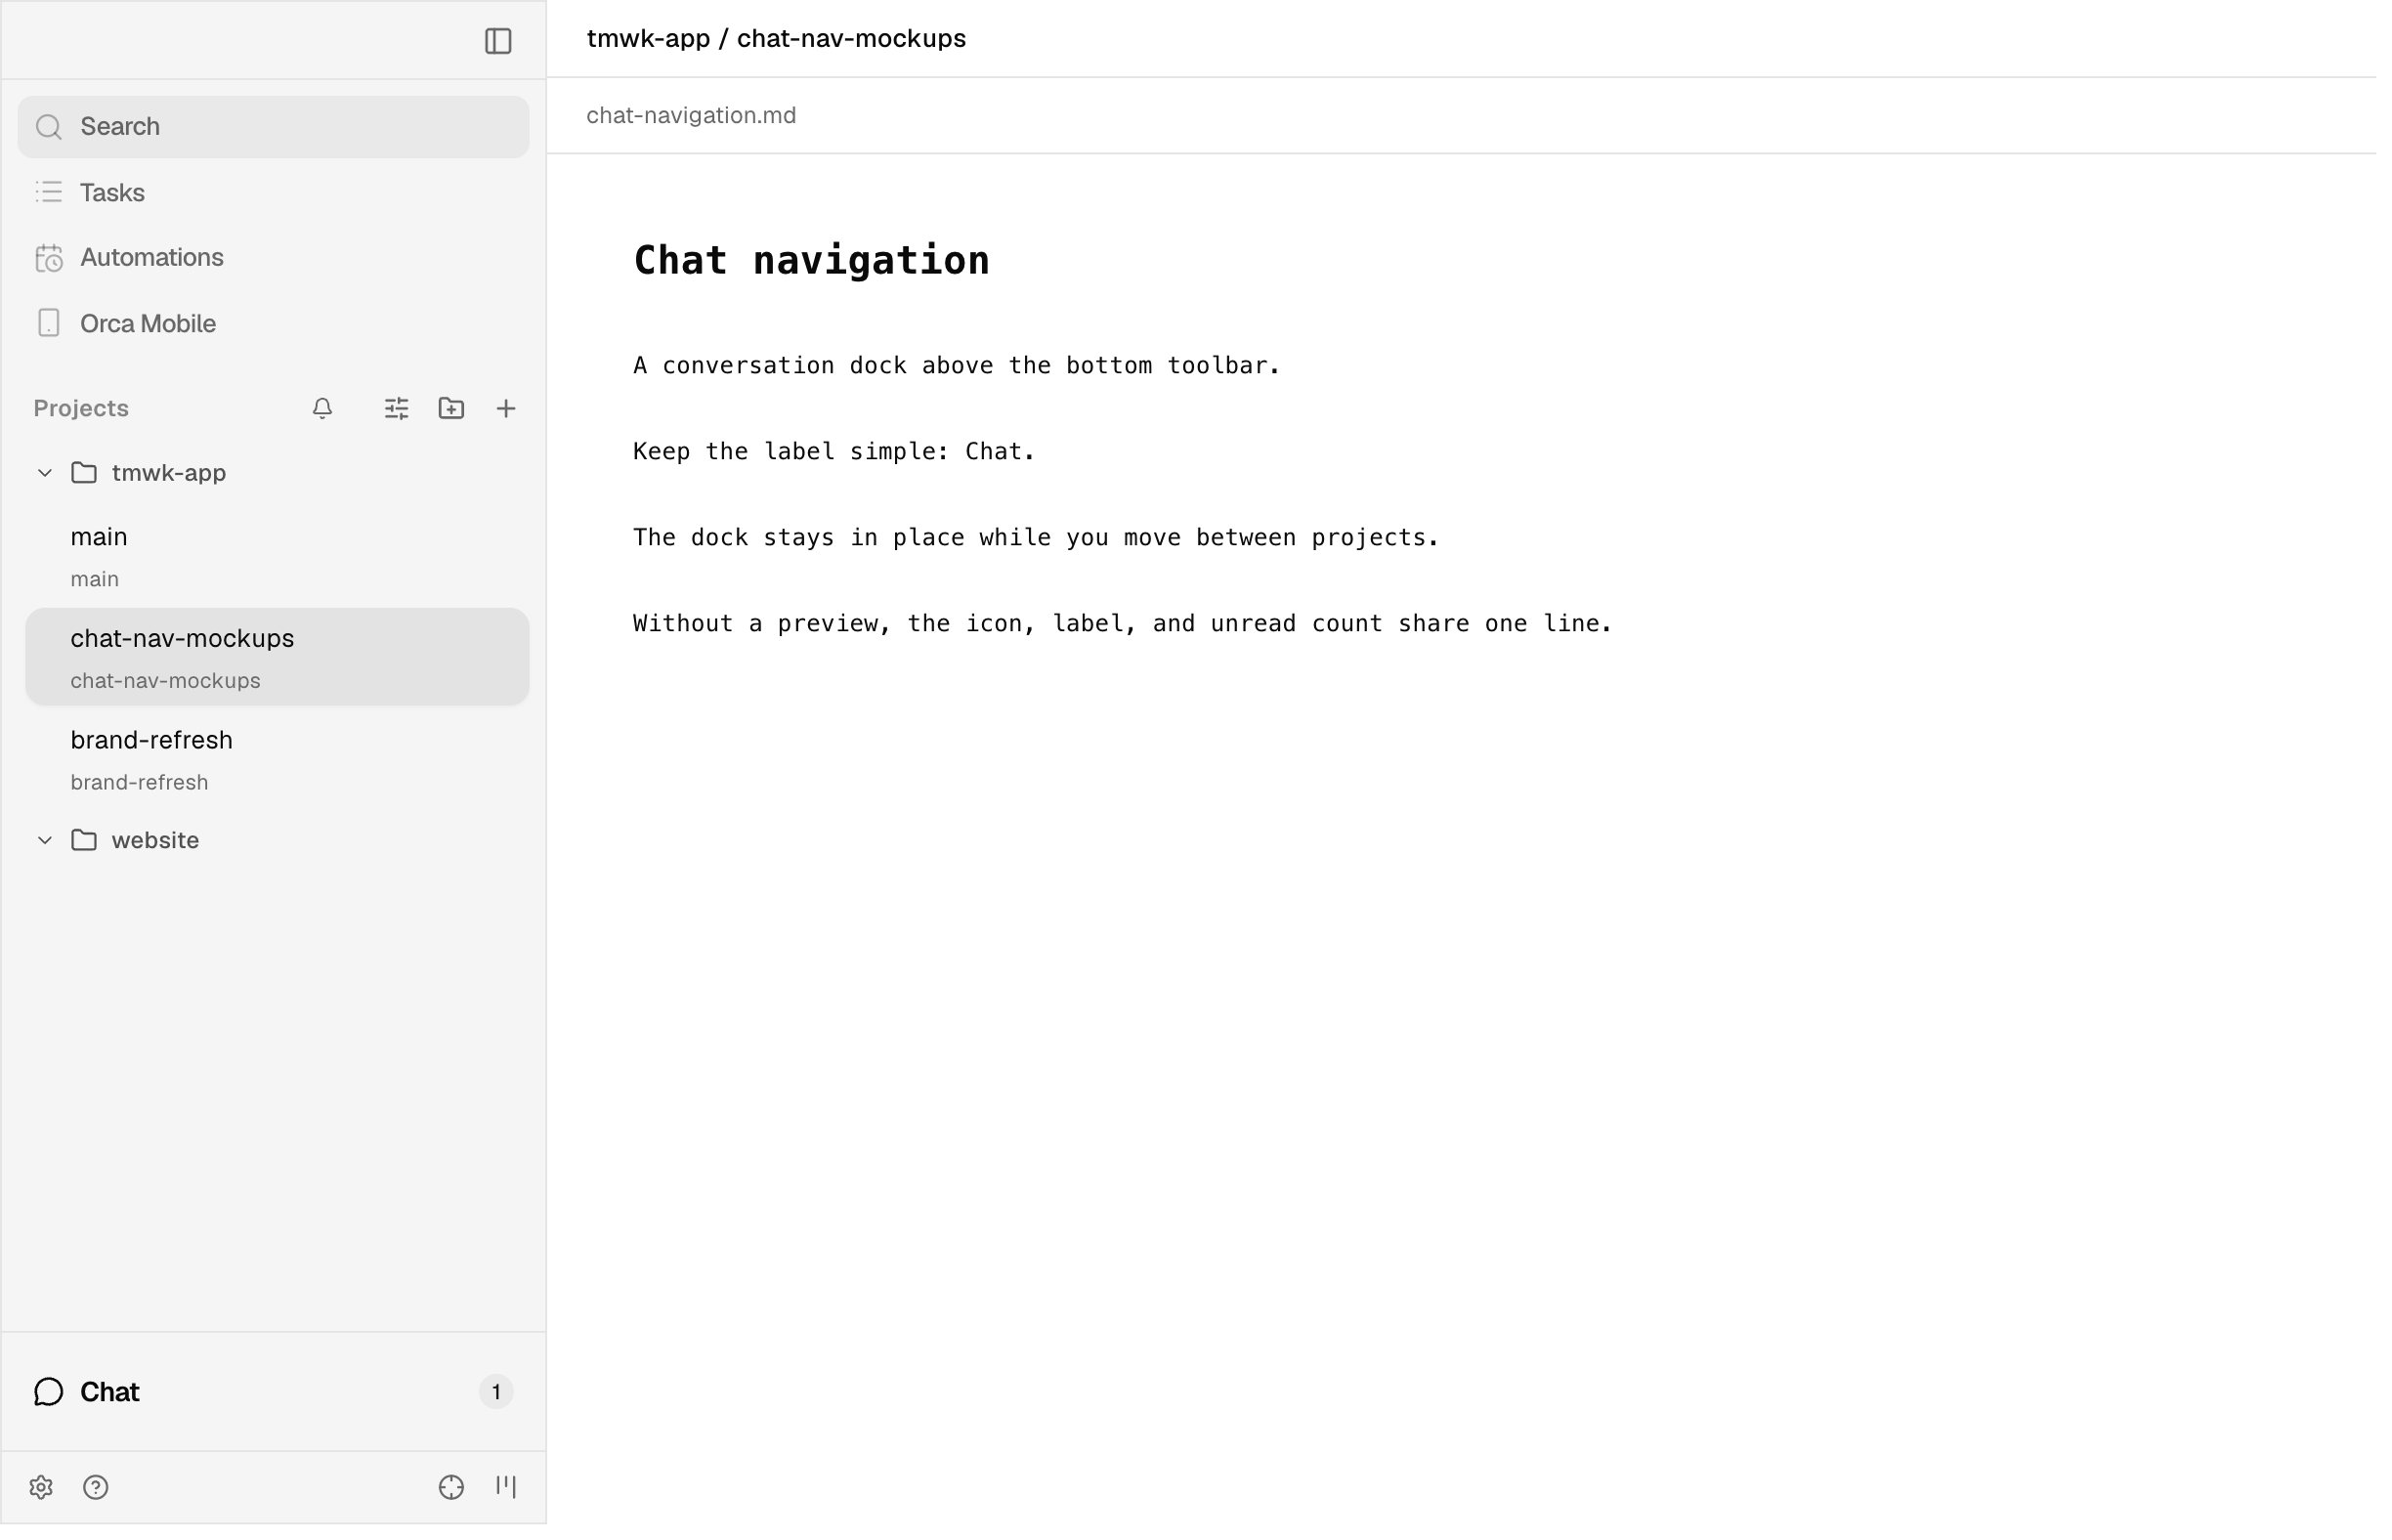 tmwk-app / chat-nav-mockups
Search
Tasks
Automations
Orca Mobile
Projects
tmwk-app
main
main
chat-nav-mockups
chat-nav-mockups
brand-refresh
brand-refresh
website
Chat 1
chat-navigation.md
Chat navigation
A conversation dock above the bottom toolbar.
Keep the label simple: Chat.
The dock stays in place while you move between projects.
Without a preview, the icon, label, and unread count share one line.